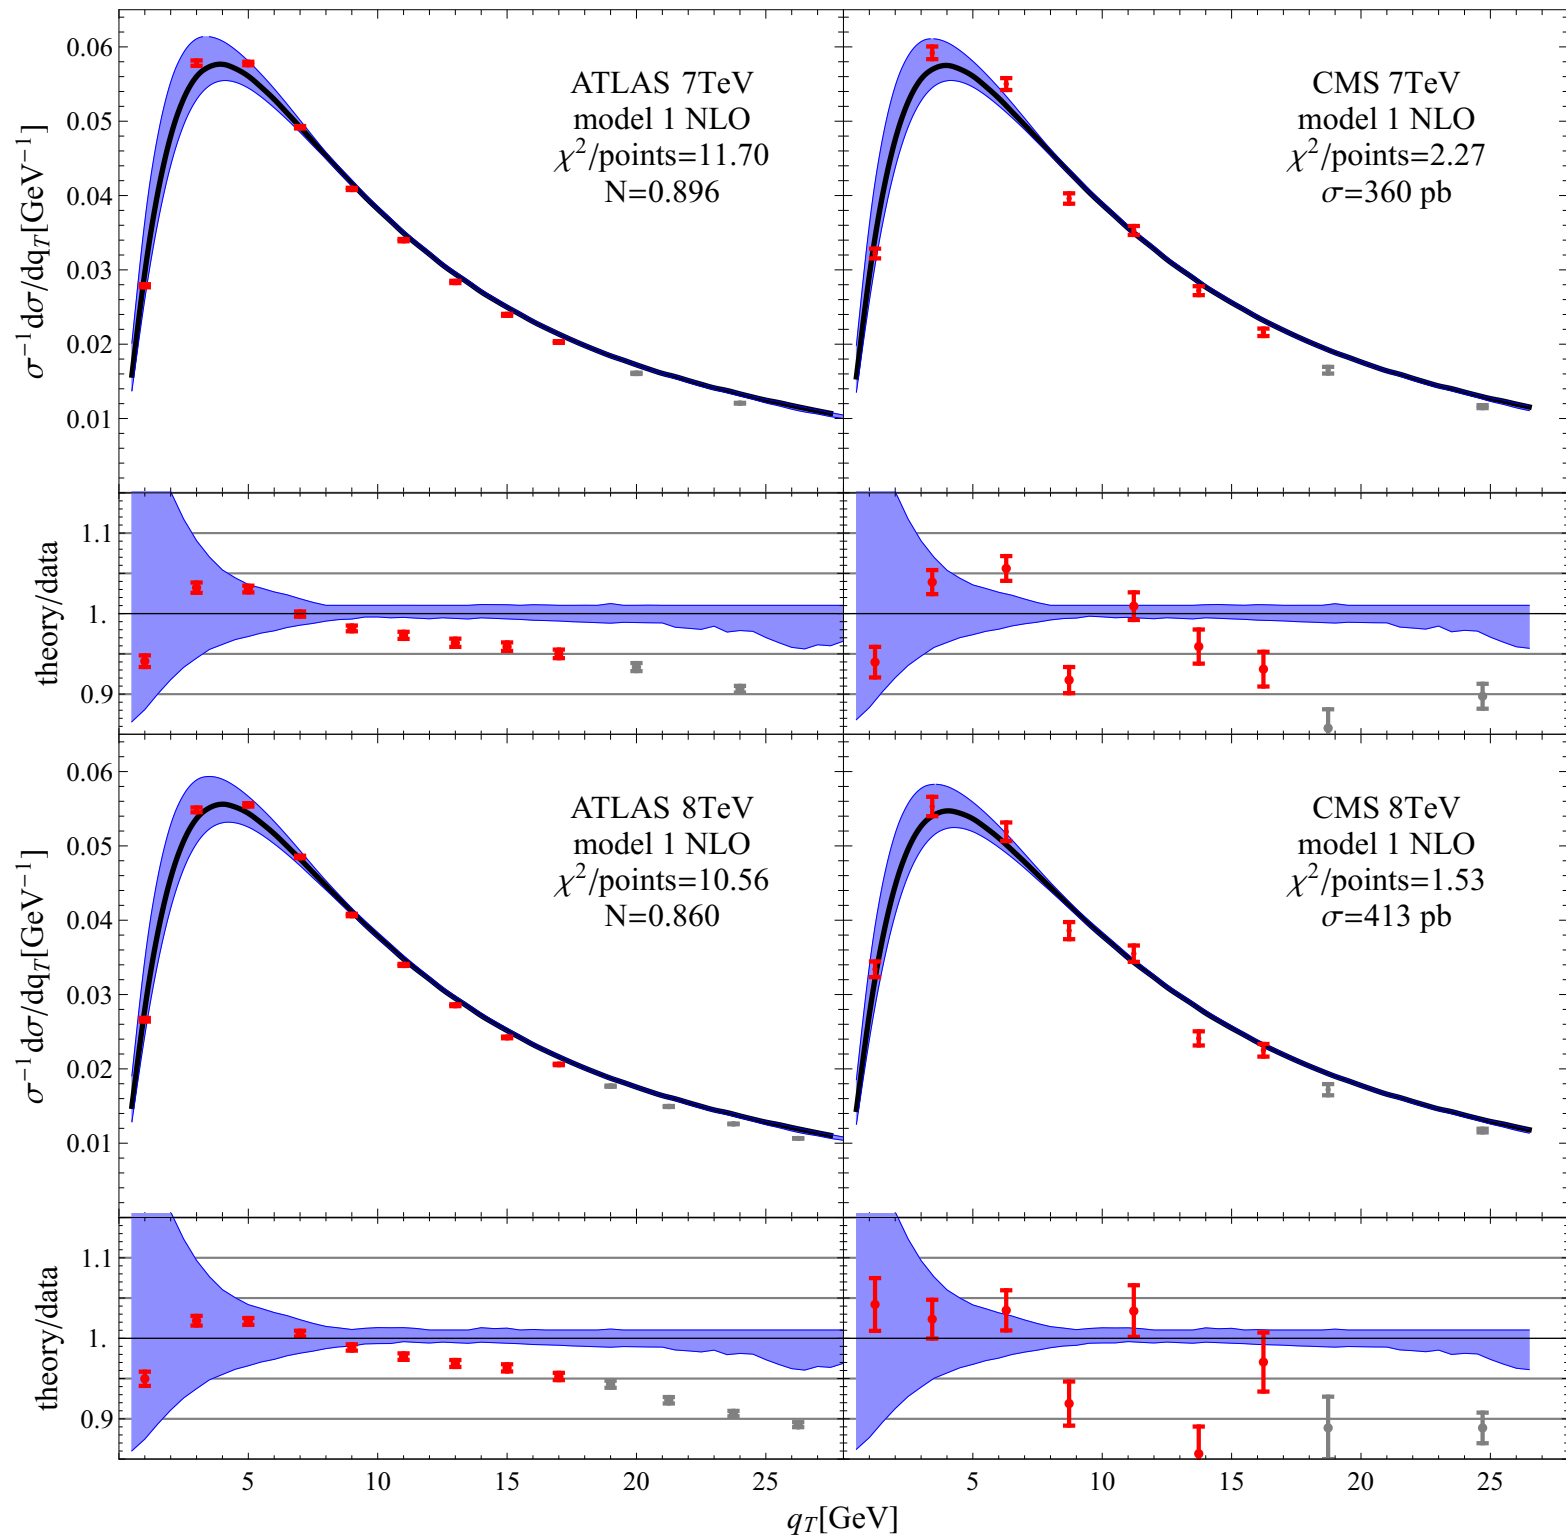 0.06
0.05
0.04
0.03
0.02
0.01
σ⁻¹dσ/dq_T[GeV⁻¹]
ATLAS 7TeV
model 1 NLO
χ²/points=11.70
N=0.896
CMS 7TeV
model 1 NLO
χ²/points=2.27
σ=360 pb
1.1
1.
0.9
theory/data
0.06
0.05
0.04
0.03
0.02
0.01
σ⁻¹dσ/dq_T[GeV⁻¹]
ATLAS 8TeV
model 1 NLO
χ²/points=10.56
N=0.860
CMS 8TeV
model 1 NLO
χ²/points=1.53
σ=413 pb
1.1
1.
0.9
theory/data
5 10 15 20 25 5 10 15 20 25
q_T[GeV]